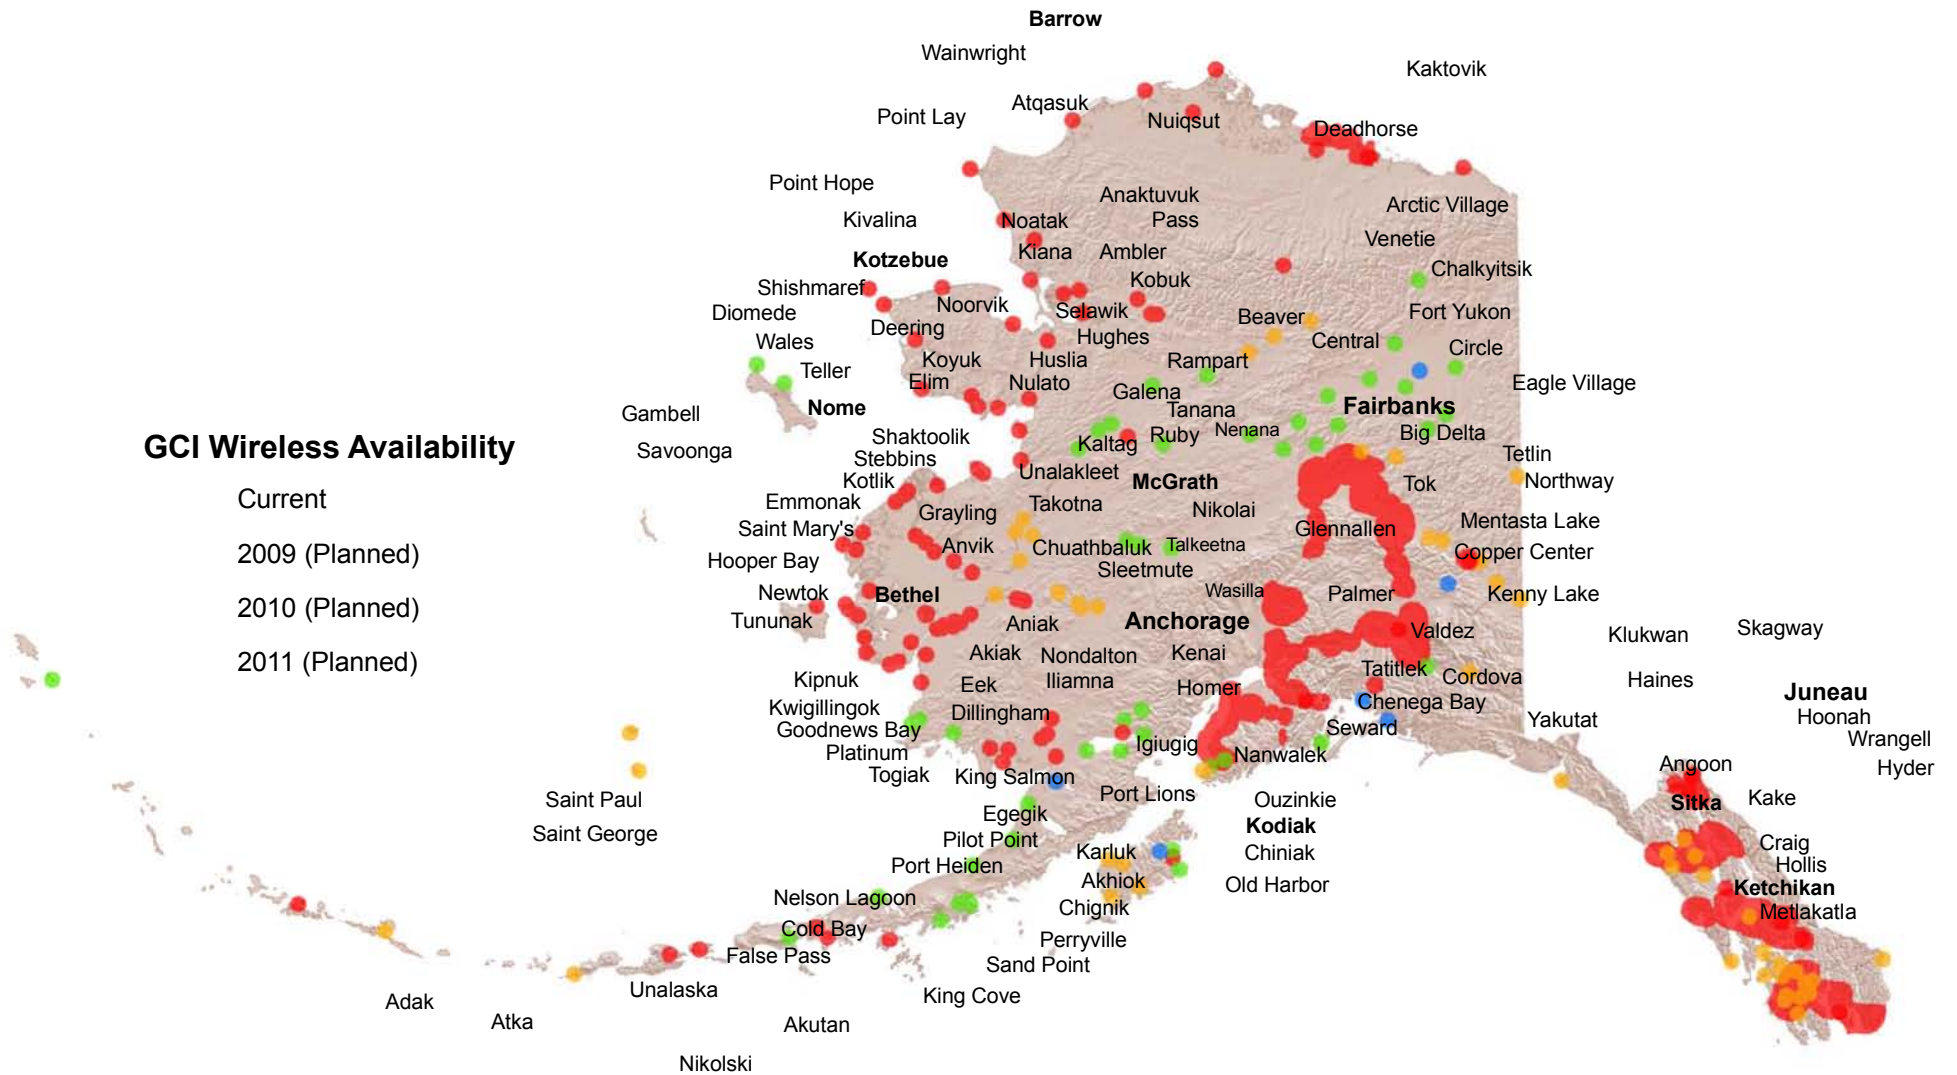 Barrow
Wainwright
Kaktovik
Atqasuk
Point Lay
Nuiqsut
Deadhorse
Point Hope
Anaktuvuk
Pass
Arctic Village
Kivalina
Noatak
Venetie
Kiana
Ambler
Kotzebue
Chalkyitsik
Kobuk
Shishmaref
Noorvik
Diomede
Selawik
Beaver
Fort Yukon
Deering
Hughes
Central
Wales
Circle
Koyuk
Huslia
Rampart
Teller
Elim
Nulato
Galena
Eagle Village
Nome
Tanana
Fairbanks
Gambell
Shaktoolik
Kaltag
Ruby
Nenana
Big Delta
GCI Wireless Availability
Savoonga
Stebbins
Tetlin
Unalakleet
Kotlik
McGrath
Tok
Northway
Current
Emmonak
Takotna
Nikolai
Grayling
Saint Mary's
Glennallen
Mentasta Lake
Anvik
Chuathbaluk
Talkeetna
2009 (Planned)
Copper Center
Hooper Bay
Sleetmute
Newtok
Bethel
Wasilla
Palmer
Kenny Lake
2010 (Planned)
Tununak
Aniak
Anchorage
Valdez
Klukwan
Skagway
Akiak
Nondalton
Kenai
2011 (Planned)
Tatitlek
Cordova
Kipnuk
Eek
Iliamna
Homer
Haines
Juneau
Kwigillingok
Dillingham
Chenega Bay
Hoonah
Goodnews Bay
Seward
Yakutat
Wrangell
Platinum
Igiugig
Nanwalek
Angoon
Hyder
Togiak
King Salmon
Saint Paul
Port Lions
Ouzinkie
Sitka
Kake
Egegik
Kodiak
Saint George
Pilot Point
Karluk
Chiniak
Craig
Port Heiden
Hollis
Akhiok
Old Harbor
Ketchikan
Nelson Lagoon
Chignik
Metlakatla
Cold Bay
Perryville
False Pass
Sand Point
Unalaska
King Cove
Adak
Atka
Akutan
Nikolski